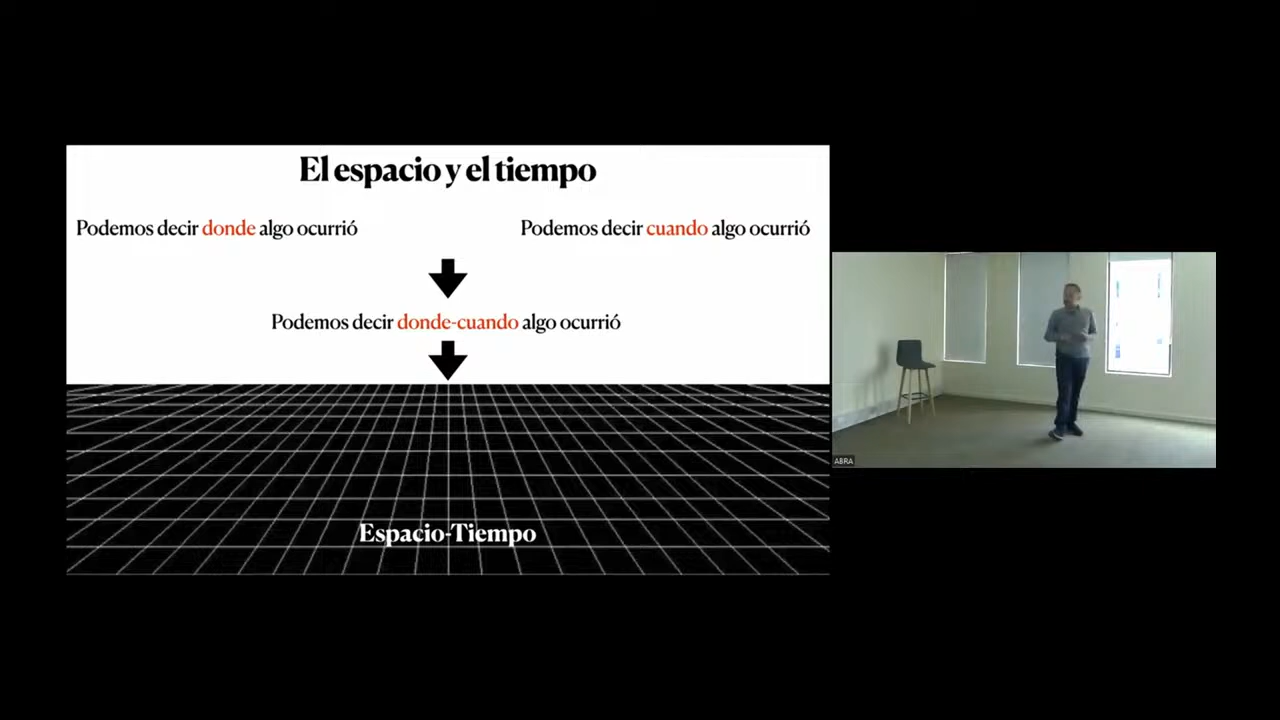 El espacio y el tiempo
Podemos decir donde algo ocurrió
Podemos decir cuando algo ocurrió
Podemos decir donde-cuando algo ocurrió
Espacio-Tiempo
ABRA